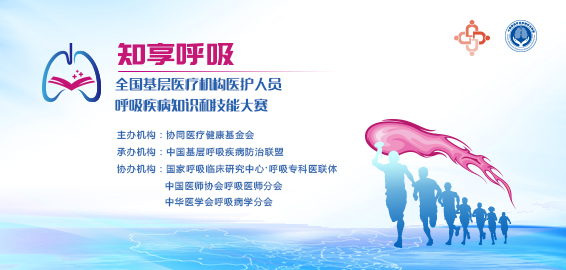 知享呼吸
全国基层医疗机构医护人员
呼吸疾病知识和技能大赛
主办机构：协同医疗健康基金会
承办机构：中国基层呼吸疾病防治联盟
协办机构：国家呼吸临床研究中心·呼吸专科医联体
中国医师协会呼吸医师分会
中华医学会呼吸病学分会